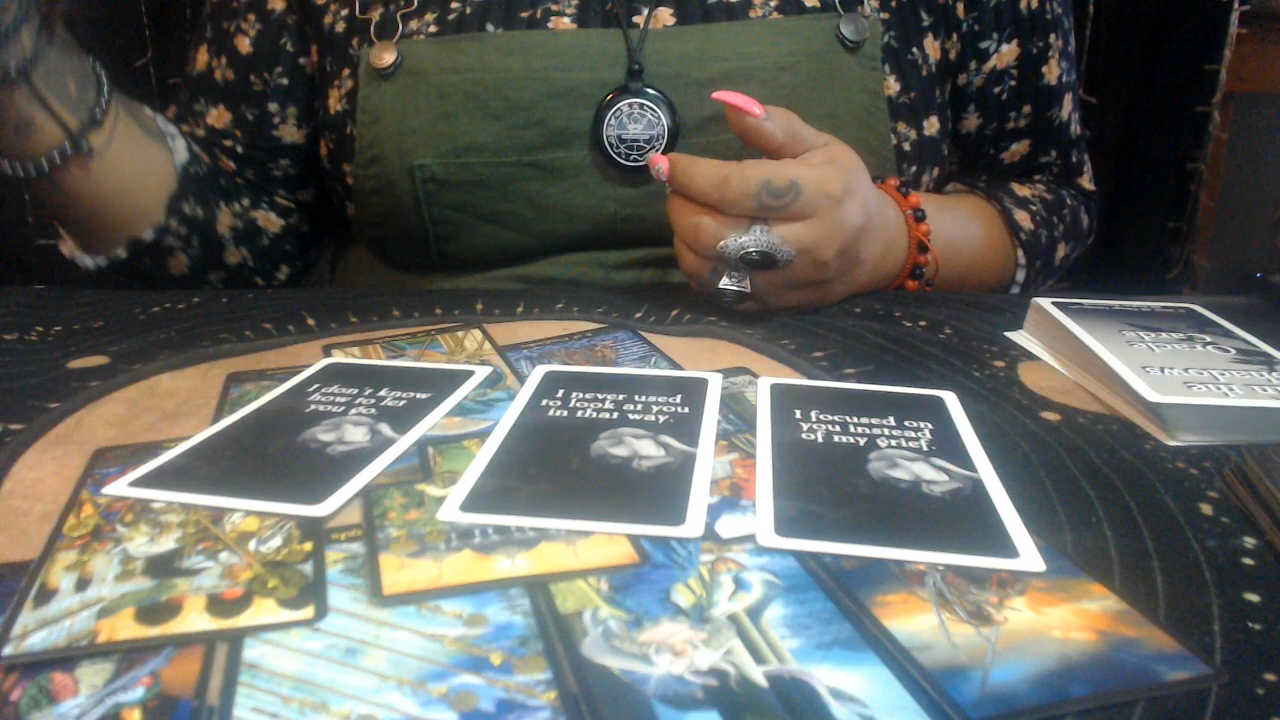 I don't know
how to let
you go.
I never used
to look at you
in that way.
I focused on
you instead
of my grief.
Shadows
Oracle
Cards